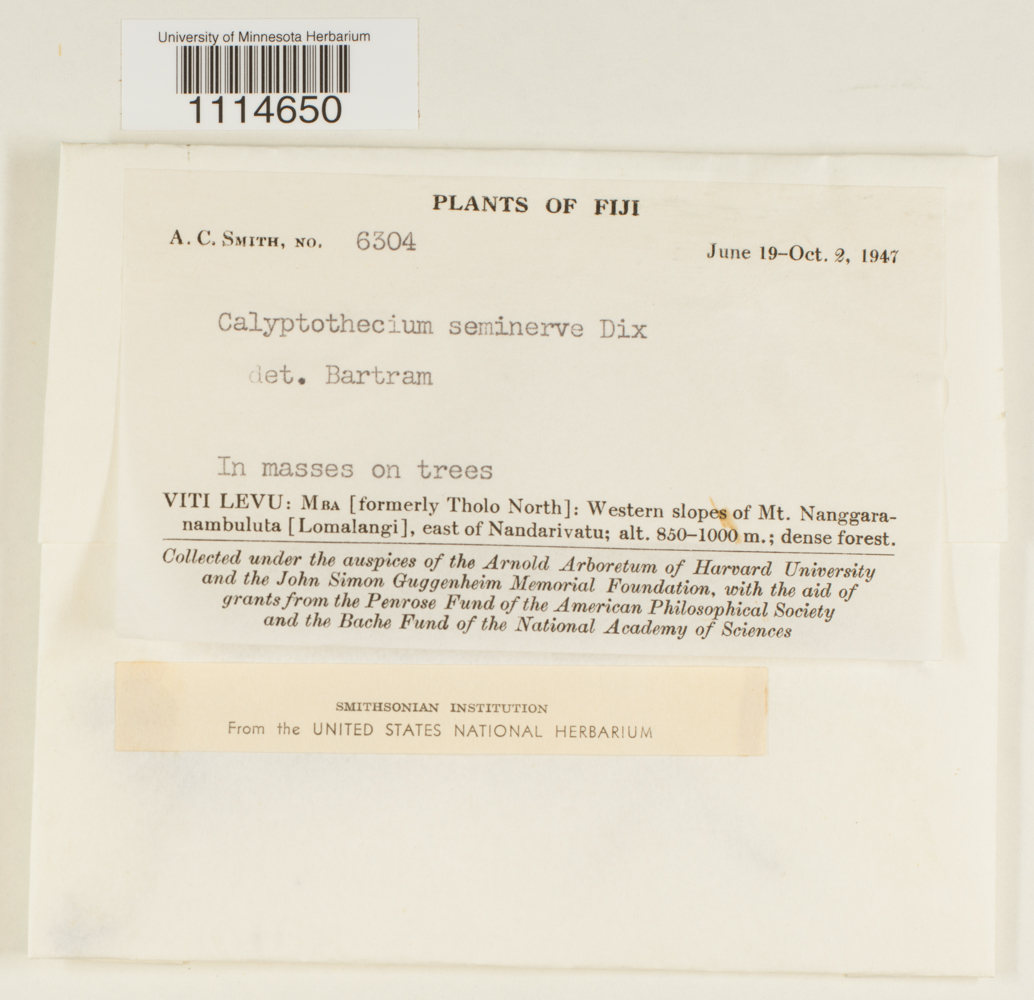 University of Minnesota Herbarium
1114650
PLANTS OF FIJI
A. C. SMITH, NO. 6304
June 19–Oct. 2, 1947
Calyptothecium seminerve Dix
det. Bartram
In masses on trees
VITI LEVU: MBA [formerly Tholo North]: Western slopes of Mt. Nanggara-
nambuluta [Lomalangi], east of Nandarivatu; alt. 850–1000 m.; dense forest.
Collected under the auspices of the Arnold Arboretum of Harvard University
and the John Simon Guggenheim Memorial Foundation, with the aid of
grants from the Penrose Fund of the American Philosophical Society
and the Bache Fund of the National Academy of Sciences
SMITHSONIAN INSTITUTION
From the UNITED STATES NATIONAL HERBARIUM